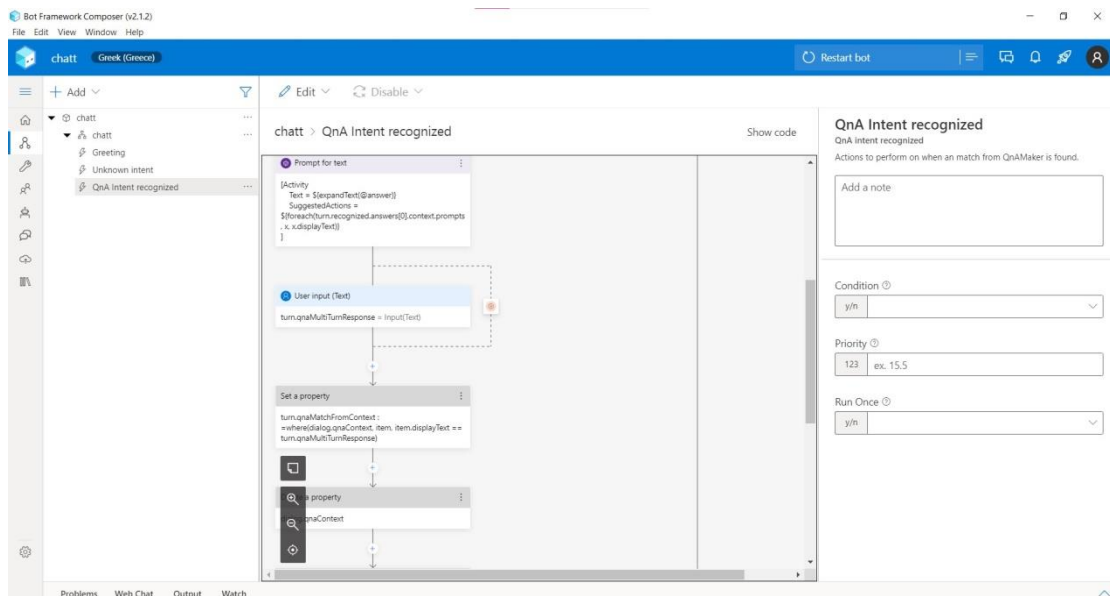 Bot Framework Composer (v2.1.2)
File Edit View Window Help
chatt Greek (Greece) Restart bot
Add Edit Disable
chatt
chatt
Greeting
Unknown intent
QnA Intent recognized
chatt > QnA Intent recognized Show code
Prompt for text
[Activity
Text = ${expandText(@answer)}
SuggestedActions =
${foreach(turn.recognized.answers[0].context.prompts
, x, x.displayText)}
]
User input (Text)
turn.qnaMultiTurnResponse = Input(Text)
Set a property
turn.qnaMatchFromContext :
=where(dialog.qnaContext, item, item.displayText ==
turn.qnaMultiTurnResponse)
a property
qnaContext
QnA Intent recognized
QnA intent recognized
Actions to perform on when an match from QnAMaker is found.
Add a note
Condition
y/n
Priority
123 ex. 15.5
Run Once
y/n
Problems Web Chat Output Watch